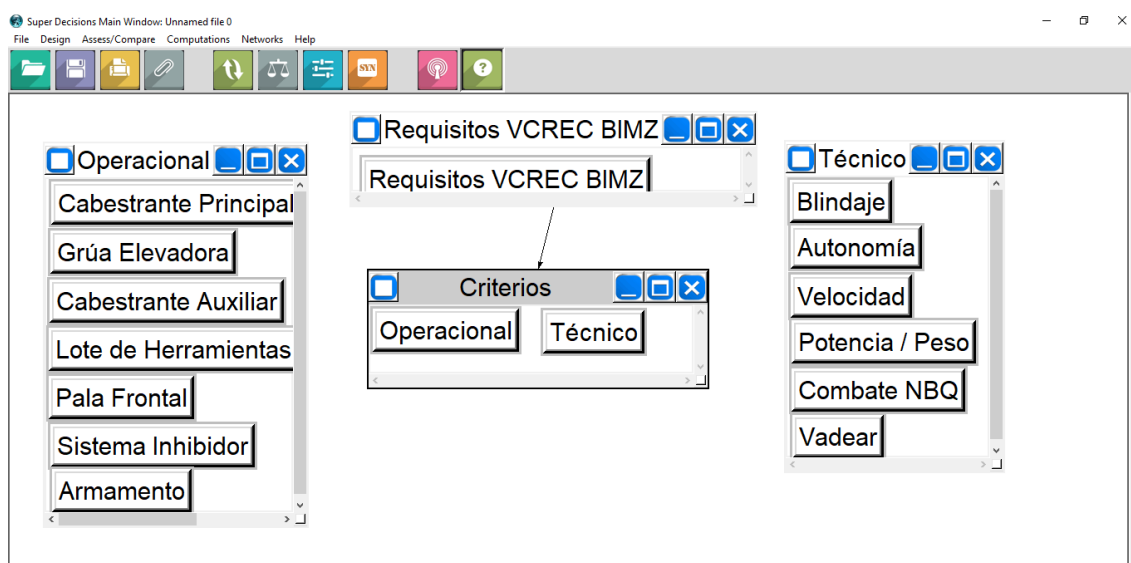 Super Decisions Main Window: Unnamed file 0
File Design Assess/Compare Computations Networks Help
SYN
?
Operacional
Cabestrante Principal
Grúa Elevadora
Cabestrante Auxiliar
Lote de Herramientas
Pala Frontal
Sistema Inhibidor
Armamento
Requisitos VCREC BIMZ
Requisitos VCREC BIMZ
Criterios
Operacional Técnico
Técnico
Blindaje
Autonomía
Velocidad
Potencia / Peso
Combate NBQ
Vadear